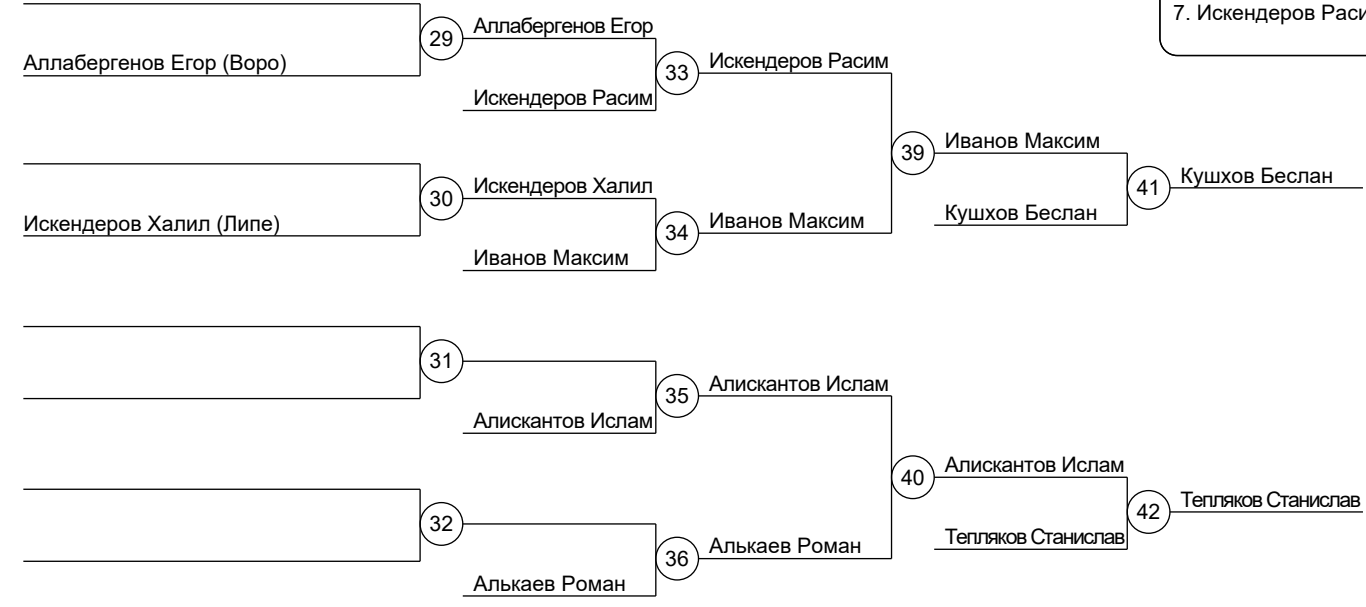 7. Искендеров Раси
29
Аллабергенов Егор
Аллабергенов Егор (Воро)
33
Искендеров Расим
Искендеров Расим
39
Иванов Максим
30
Искендеров Халил
41
Кушхов Беслан
Искендеров Халил (Липе)
34
Иванов Максим
Кушхов Беслан
Иванов Максим
31
35
Алискантов Ислам
Алискантов Ислам
40
Алискантов Ислам
32
42
Тепляков Станислав
36
Алькаев Роман
Тепляков Станислав
Алькаев Роман